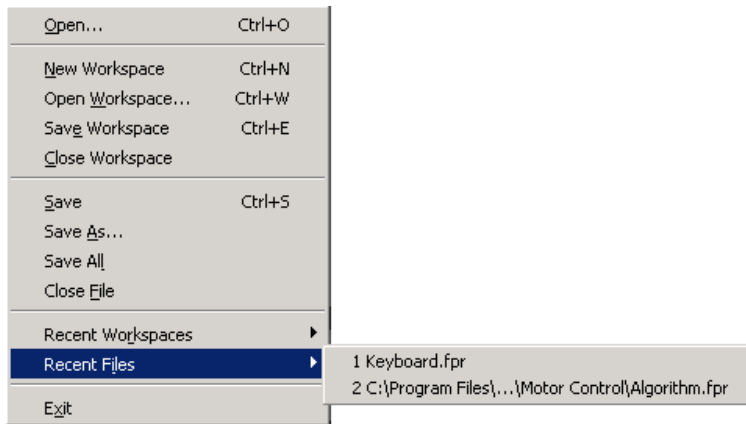 Open... Ctrl+O
New Workspace Ctrl+N
Open Workspace... Ctrl+W
Save Workspace Ctrl+E
Close Workspace
Save Ctrl+S
Save As...
Save All
Close File
Recent Workspaces
Recent Files
1 Keyboard.fpr
2 C:\Program Files\...\Motor Control\Algorithm.fpr
Exit